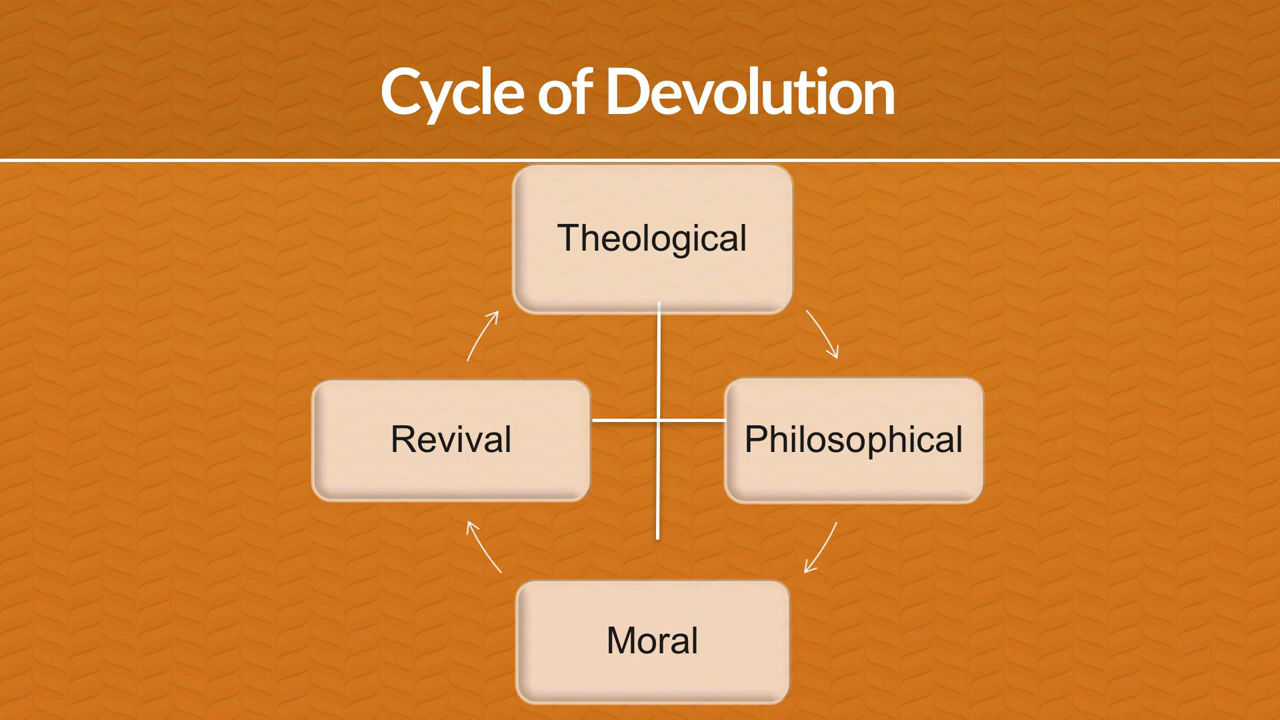 Cycle of Devolution
Theological
Revival
Philosophical
Moral